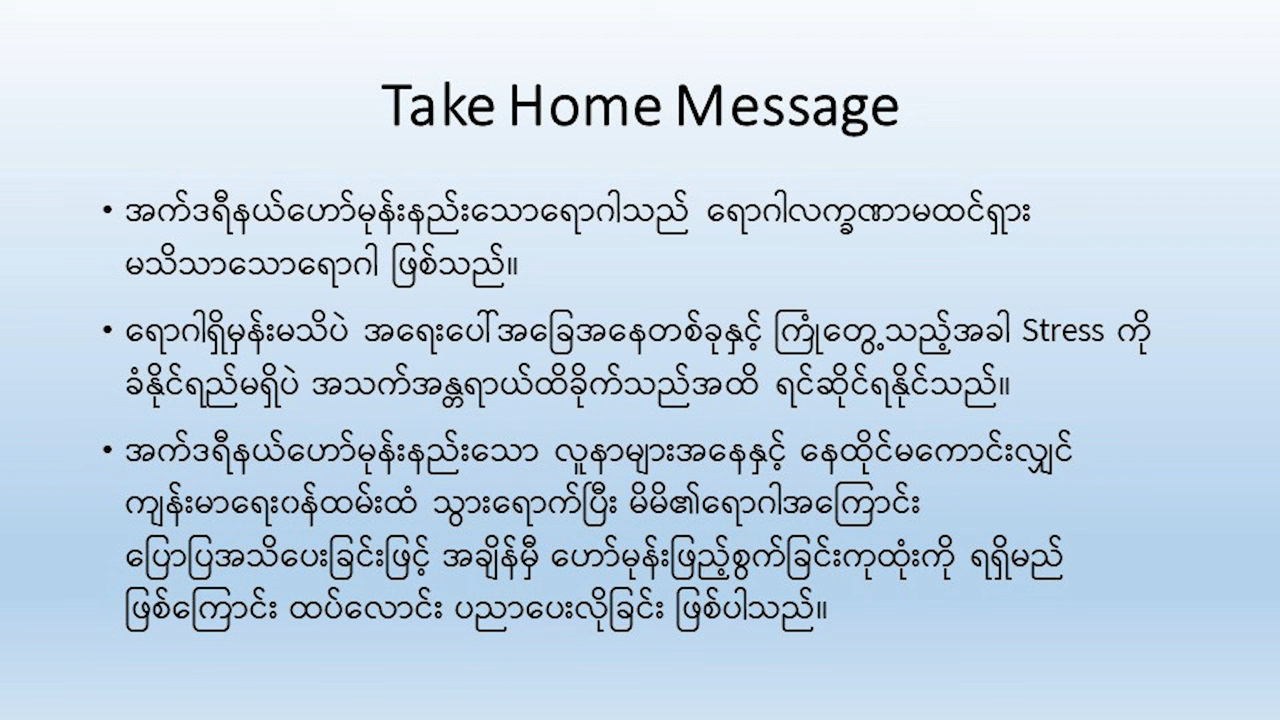 Take Home Message
• အက်ဒရီနယ်ဟော်မုန်းနည်းသောရောဂါသည် ရောဂါလက္ခဏာမထင်ရှား
မသိသာသောရောဂါ ဖြစ်သည်။
• ရောဂါရှိမှန်းမသိပဲ အရေးပေါ်အခြေအနေတစ်ခုနှင့် ကြုံတွေ့သည့်အခါ Stress ကို
ခံနိုင်ရည်မရှိပဲ အသက်အန္တရာယ်ထိခိုက်သည်အထိ ရင်ဆိုင်ရနိုင်သည်။
• အက်ဒရီနယ်ဟော်မုန်းနည်းသော လူနာများအနေနှင့် နေထိုင်မကောင်းလျှင်
ကျန်းမာရေးဝန်ထမ်းထံ သွားရောက်ပြီး မိမိ၏ရောဂါအကြောင်း
ပြောပြအသိပေးခြင်းဖြင့် အချိန်မှီ ဟော်မုန်းဖြည့်စွက်ခြင်းကုထုံးကို ရရှိမည်
ဖြစ်ကြောင်း ထပ်လောင်း ပညာပေးလိုခြင်း ဖြစ်ပါသည်။